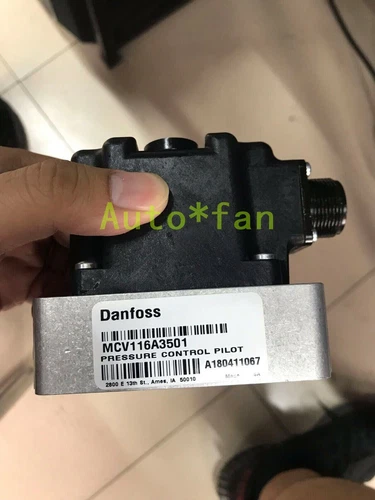 Auto*fan
Danfoss
MCV116A3501
PRESSURE CONTROL PILOT
A180411067
2800 E 13th St., Ames, IA 50010